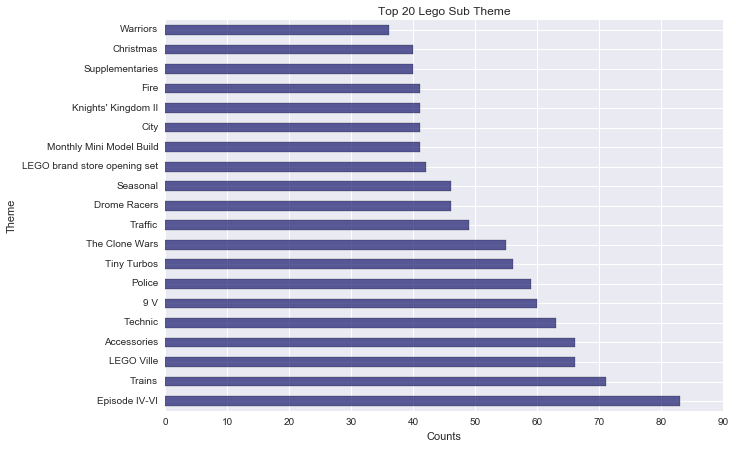 Top 20 Lego Sub Theme
Warriors
Christmas
Supplementaries
Fire
Knights' Kingdom II
City
Monthly Mini Model Build
LEGO brand store opening set
Seasonal
Drome Racers
Traffic
The Clone Wars
Tiny Turbos
Police
9 V
Technic
Accessories
LEGO Ville
Trains
Episode IV-VI
Theme
0 10 20 30 40 50 60 70 80 90
Counts